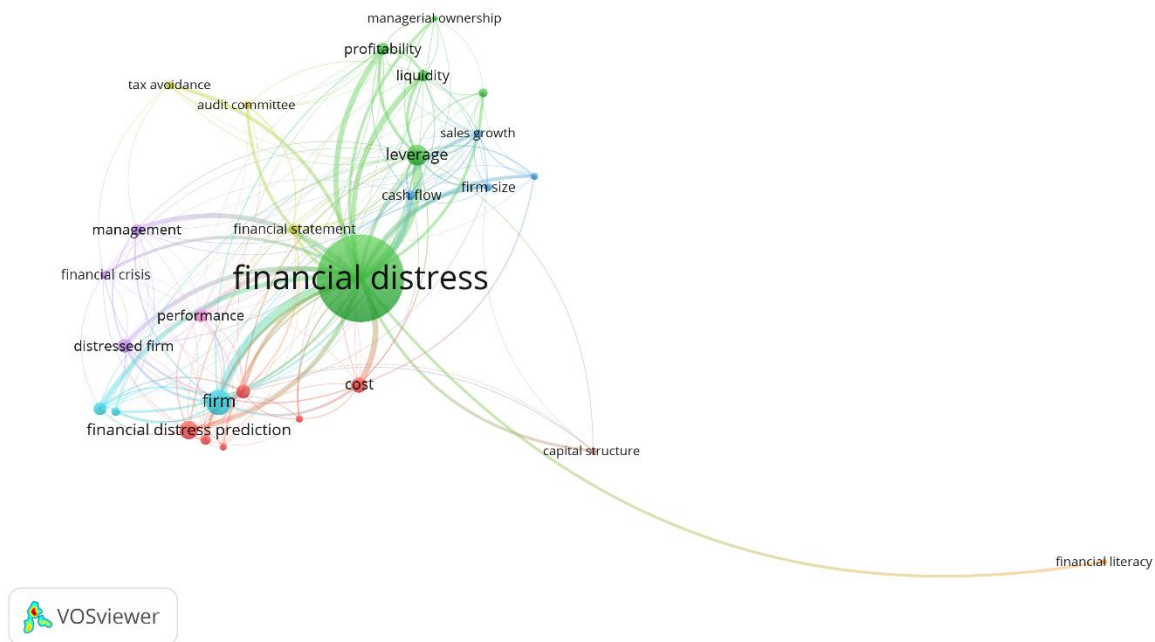 managerial ownership
profitability
liquidity
tax avoidance
audit committee
sales growth
leverage
firm size
cash flow
management
financial statement
financial crisis
financial distress
performance
distressed firm
cost
firm
financial distress prediction
capital structure
financial literacy
VOSviewer